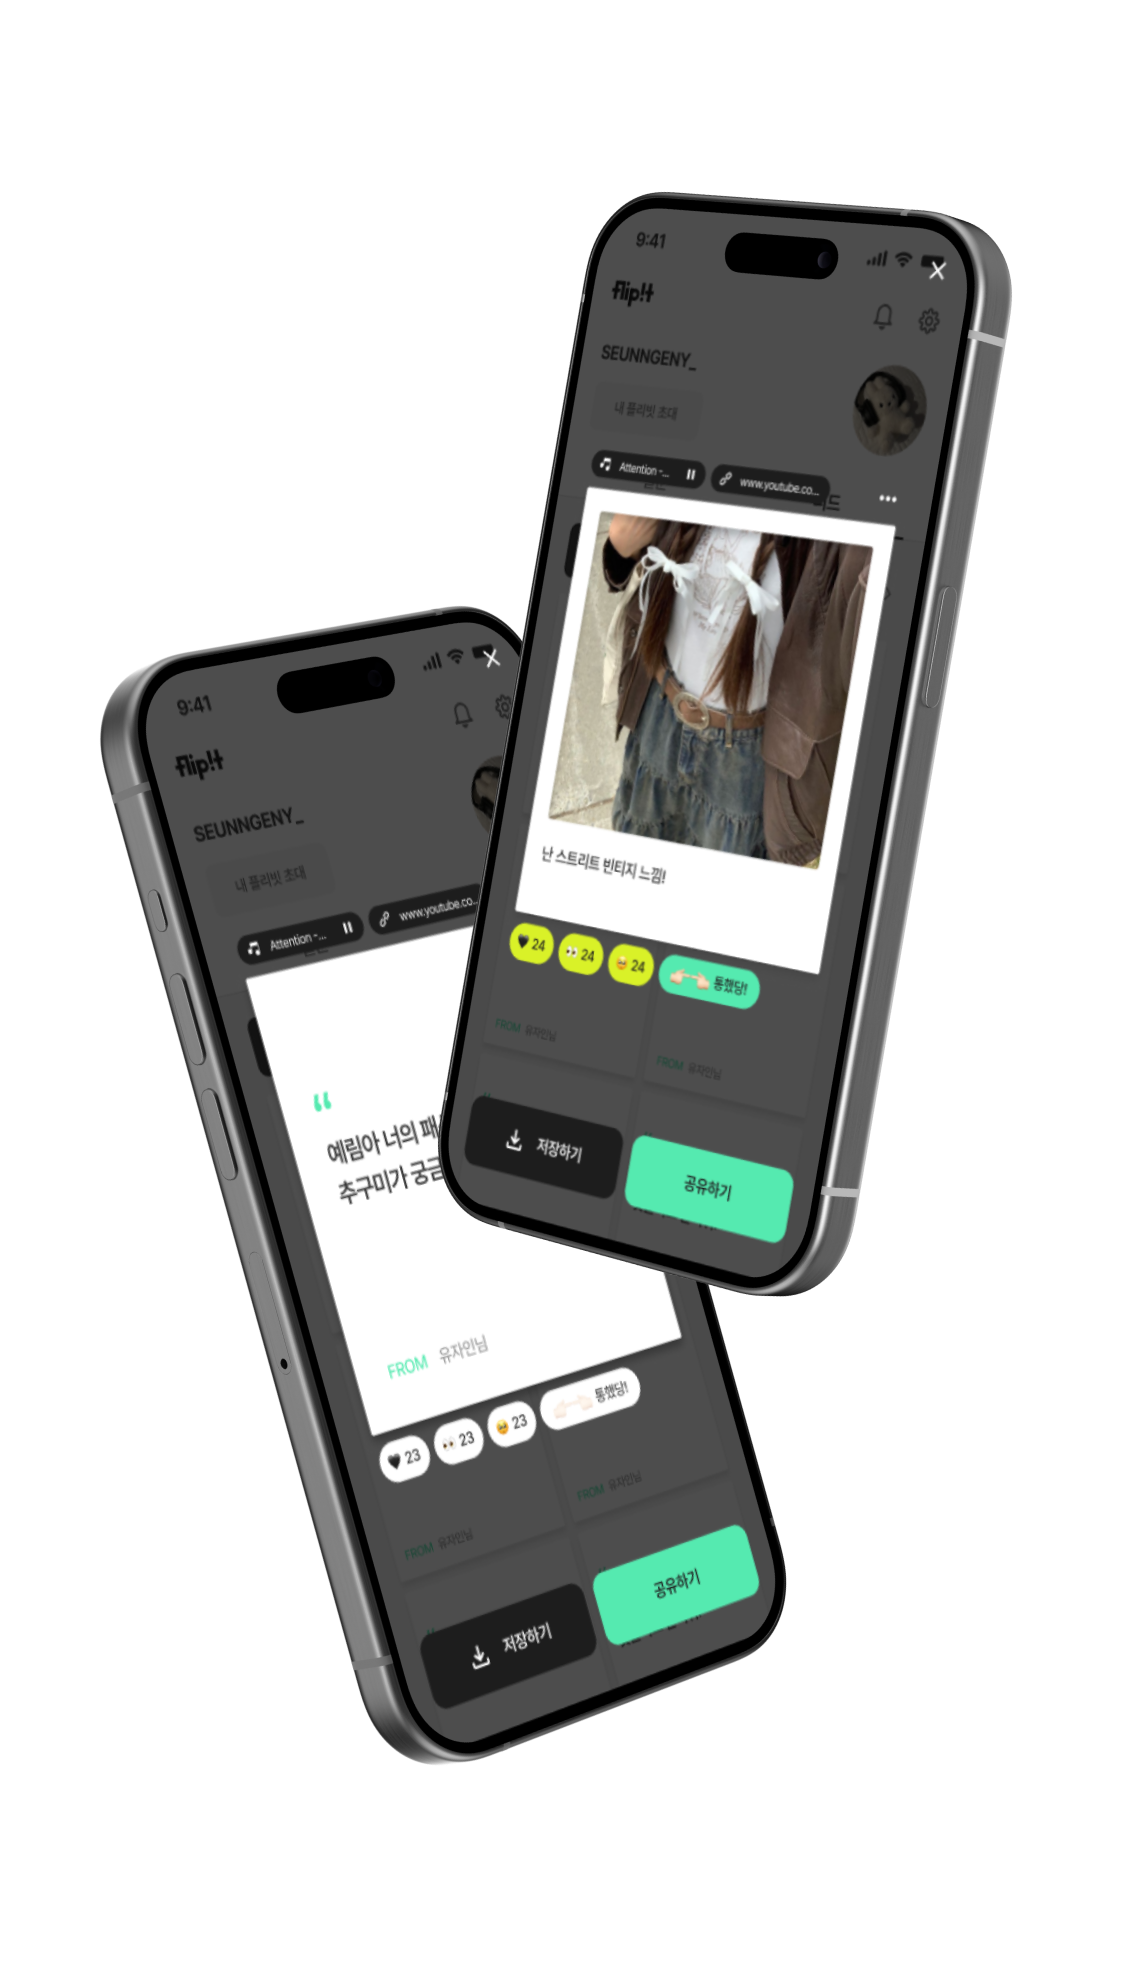 9:41
flip!t
SEUNNGENY_
내 플리빗 초대
Attention -...
www.youtube.co...
난 스트리트 빈티지 느낌!
24
24
24
통했당!
FROM 유자인님
FROM 유자인님
저장하기
공유하기
9:41
flip!t
SEUNNGENY_
내 플리빗 초대
Attention -...
www.youtube.co...
“
예림아 너의 패
추구미가 궁금
FROM 유자인님
23
23
23
통했당!
FROM 유자인님
FROM 유자인님
저장하기
공유하기